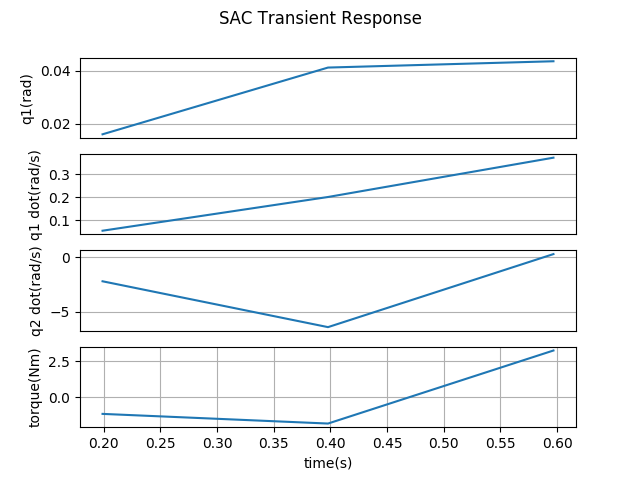 SAC Transient Response
q1(rad)
0.04
0.02
q1 dot(rad/s)
0.3
0.2
0.1
q2 dot(rad/s)
0
−5
torque(Nm)
2.5
0.0
0.20 0.25 0.30 0.35 0.40 0.45 0.50 0.55 0.60
time(s)